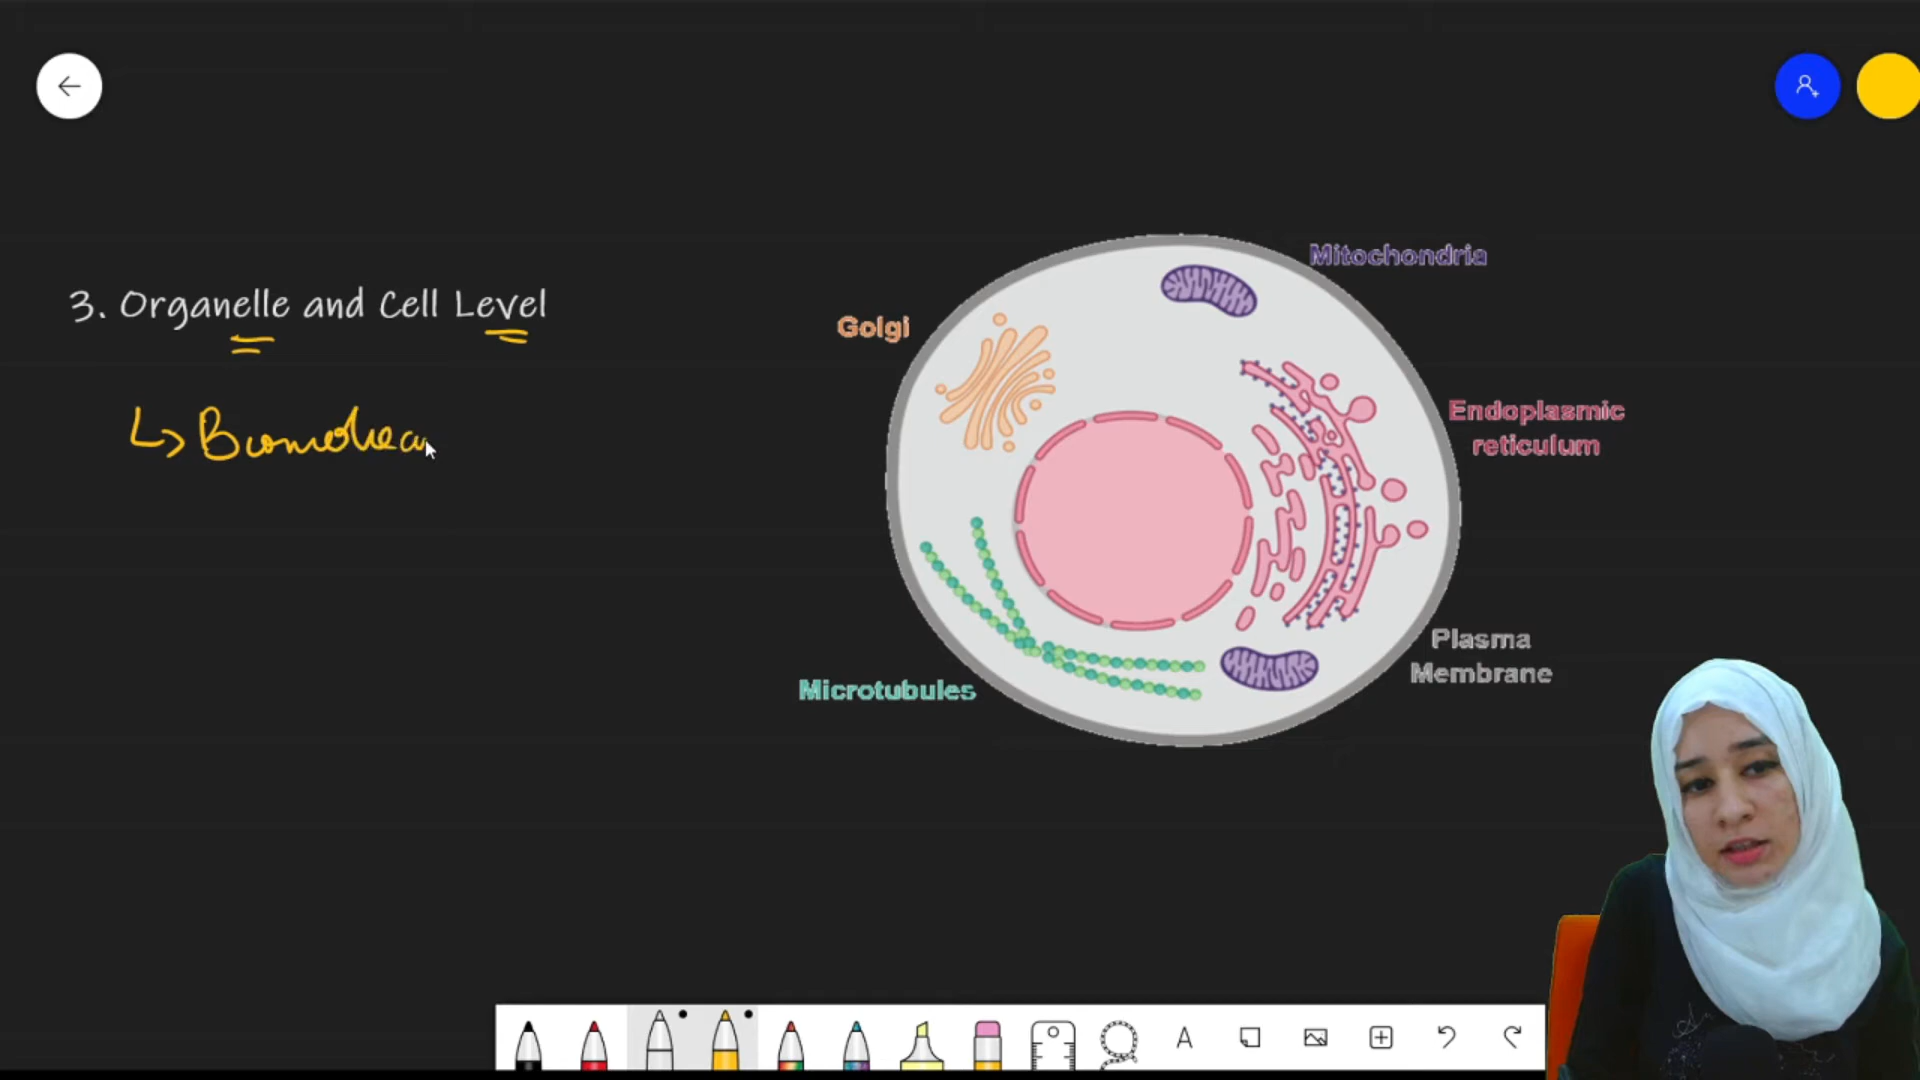 3. Organelle and Cell Level
Mitochondria
Golgi
Endoplasmic
reticulum
Plasma
Membrane
Microtubules
A